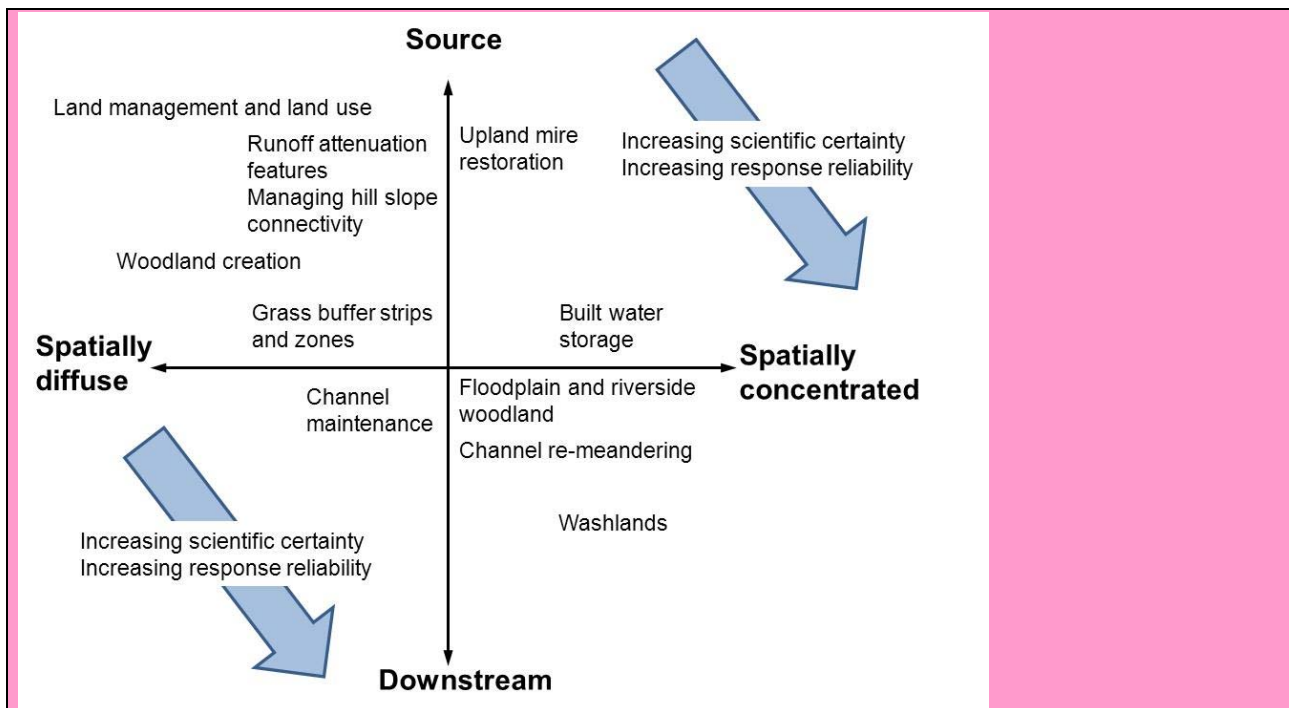 Source
Land management and land use
Runoff attenuation
features
Managing hill slope
connectivity
Upland mire
restoration
Increasing scientific certainty
Increasing response reliability
Woodland creation
Grass buffer strips
and zones
Built water
storage
Spatially
diffuse
Spatially
concentrated
Channel
maintenance
Floodplain and riverside
woodland
Channel re-meandering
Washlands
Increasing scientific certainty
Increasing response reliability
Downstream